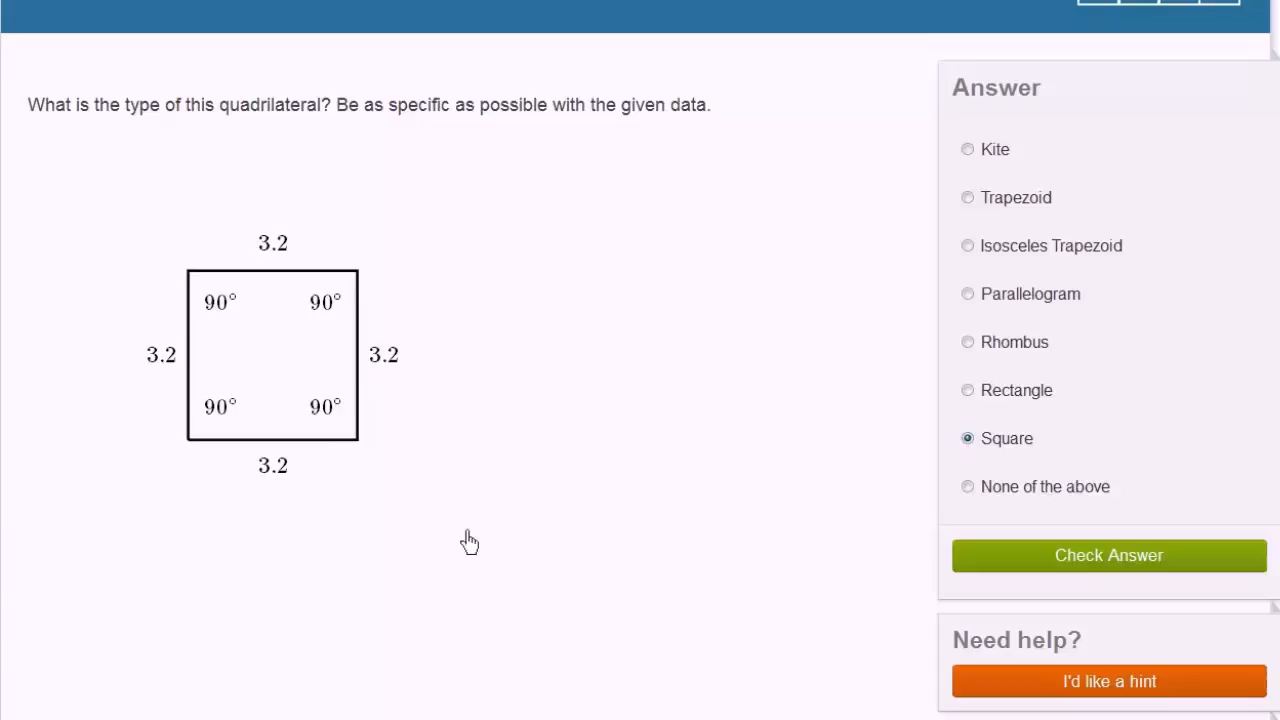 What is the type of this quadrilateral? Be as specific as possible with the given data.
3.2
90° 90°
3.2 3.2
90° 90°
3.2
Answer
Kite
Trapezoid
Isosceles Trapezoid
Parallelogram
Rhombus
Rectangle
Square
None of the above
Check Answer
Need help?
I'd like a hint